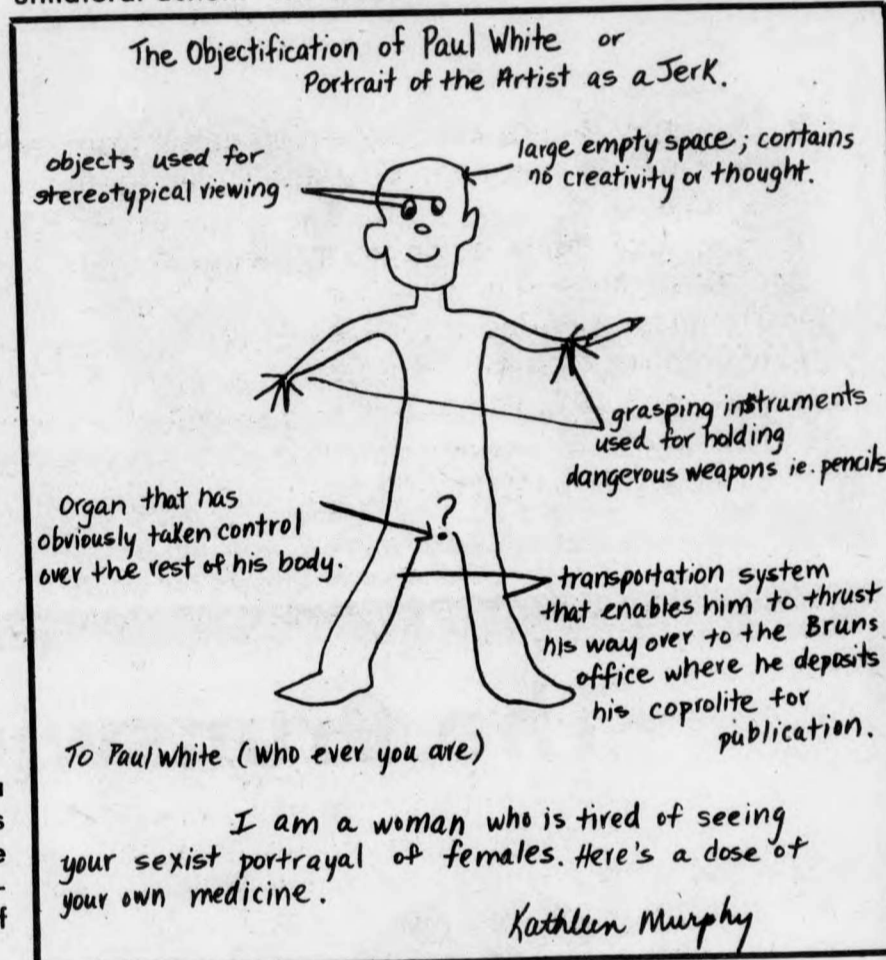 The Objectification of Paul White or
Portrait of the Artist as a Jerk.
objects used for
stereotypical viewing
large empty space; contains
no creativity or thought.
grasping instruments
used for holding
dangerous weapons ie. pencils
Organ that has
obviously taken control
over the rest of his body.
?
transportation system
that enables him to thrust
his way over to the Bruns
office where he deposits
his coprolite for
publication.
To Paul White (who ever you are)
I am a woman who is tired of seeing
your sexist portrayal of females. Here's a dose of
your own medicine.
Kathleen Murphy